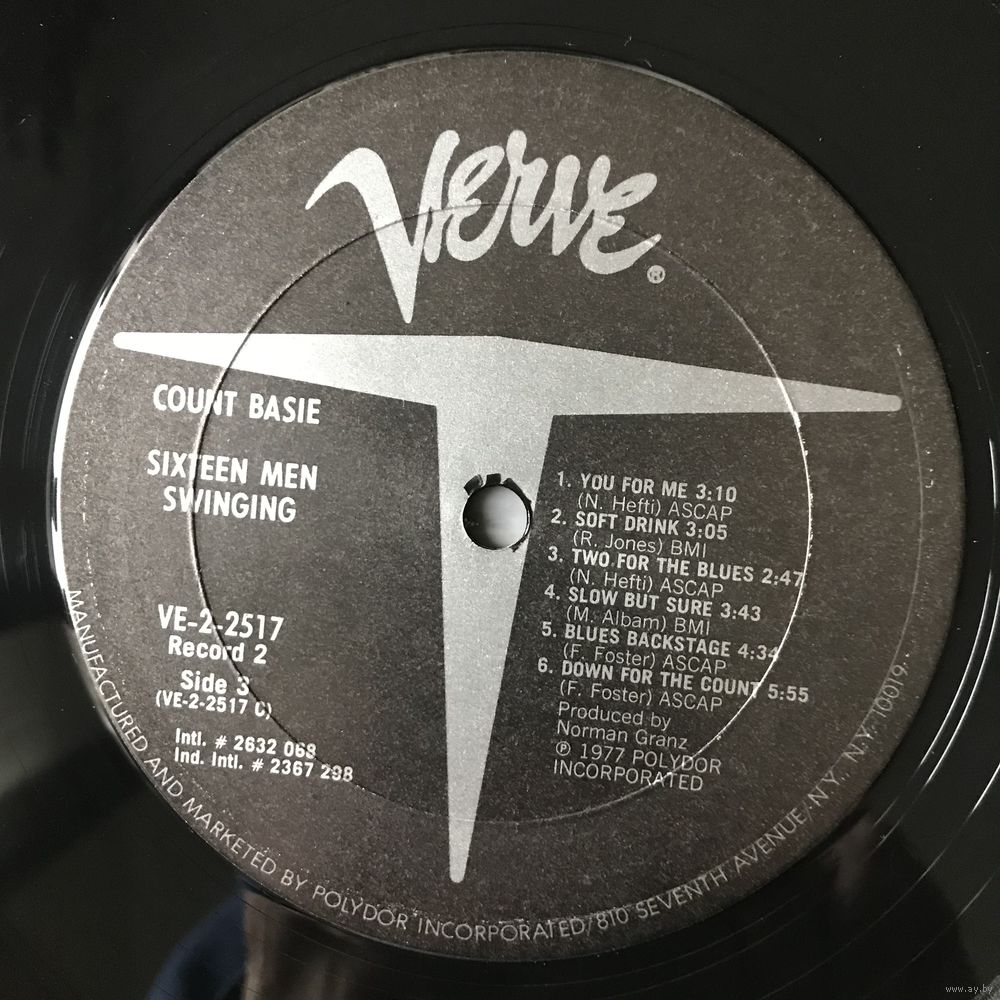 Verve®
COUNT BASIE
SIXTEEN MEN
SWINGING
VE-2-2517
Record 2
Side 3
(VE-2-2517 C)
Intl. # 2632 068
Ind. Intl. # 2367 298
1. YOU FOR ME 3:10
(N. Hefti) ASCAP
2. SOFT DRINK 3:05
(R. Jones) BMI
3. TWO FOR THE BLUES 2:47
(N. Hefti) ASCAP
4. SLOW BUT SURE 3:43
(M. Albam) BMI
5. BLUES BACKSTAGE 4:34
(F. Foster) ASCAP
6. DOWN FOR THE COUNT 5:55
(F. Foster) ASCAP
Produced by
Norman Granz
℗ 1977 POLYDOR
INCORPORATED
MANUFACTURED AND MARKETED BY POLYDOR INCORPORATED/810 SEVENTH AVENUE/N.Y., N.Y. 10019.
www.ay.by